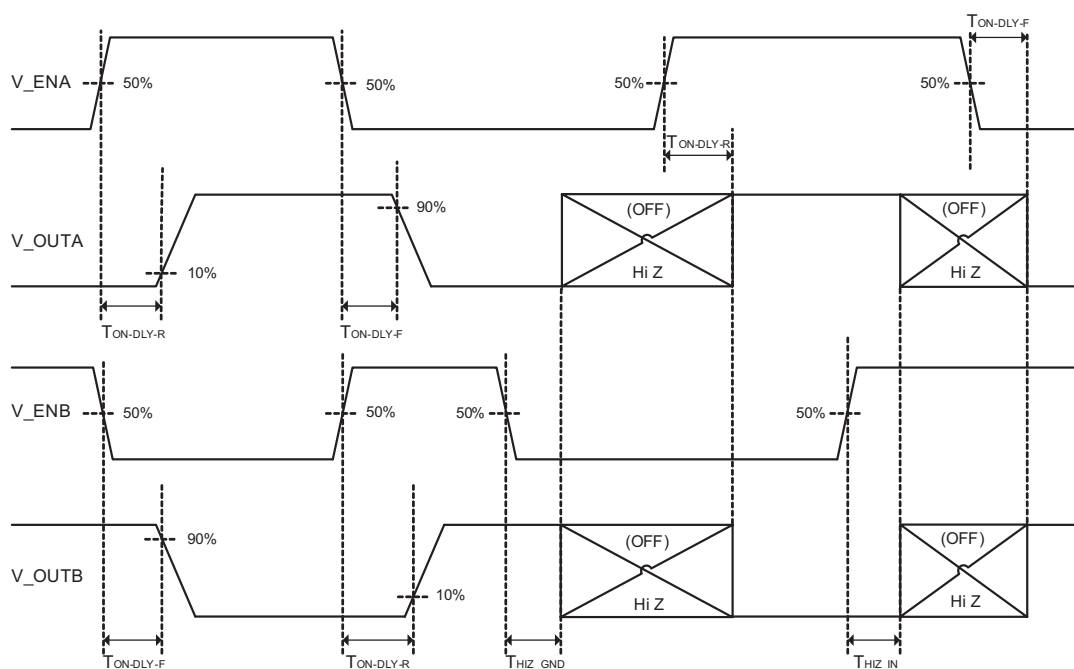 TON-DLY-F
V_ENA
50%
50%
50%
50%
TON-DLY-R
V_OUTA
90%
10%
(OFF)
Hi Z
(OFF)
Hi Z
TON-DLY-R
TON-DLY-F
V_ENB
50%
50%
50%
50%
V_OUTB
90%
10%
(OFF)
Hi Z
(OFF)
Hi Z
TON-DLY-F
TON-DLY-R
THIZ_GND
THIZ_IN